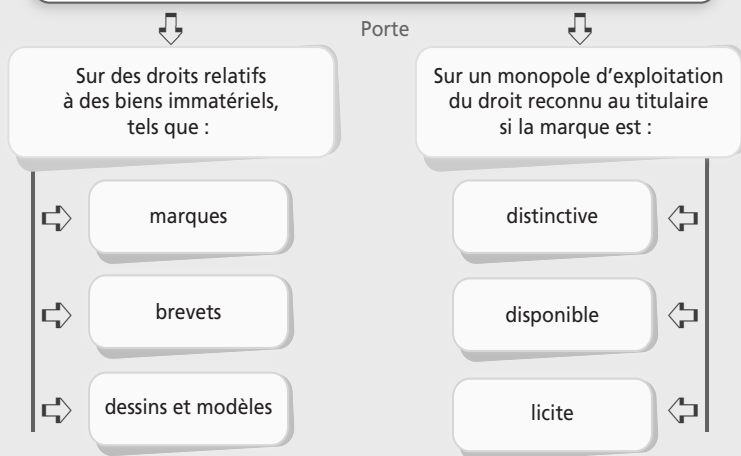 Porte
Sur des droits relatifs
à des biens immatériels,
tels que :
marques
brevets
dessins et modèles
Sur un monopole d’exploitation
du droit reconnu au titulaire
si la marque est :
distinctive
disponible
licite